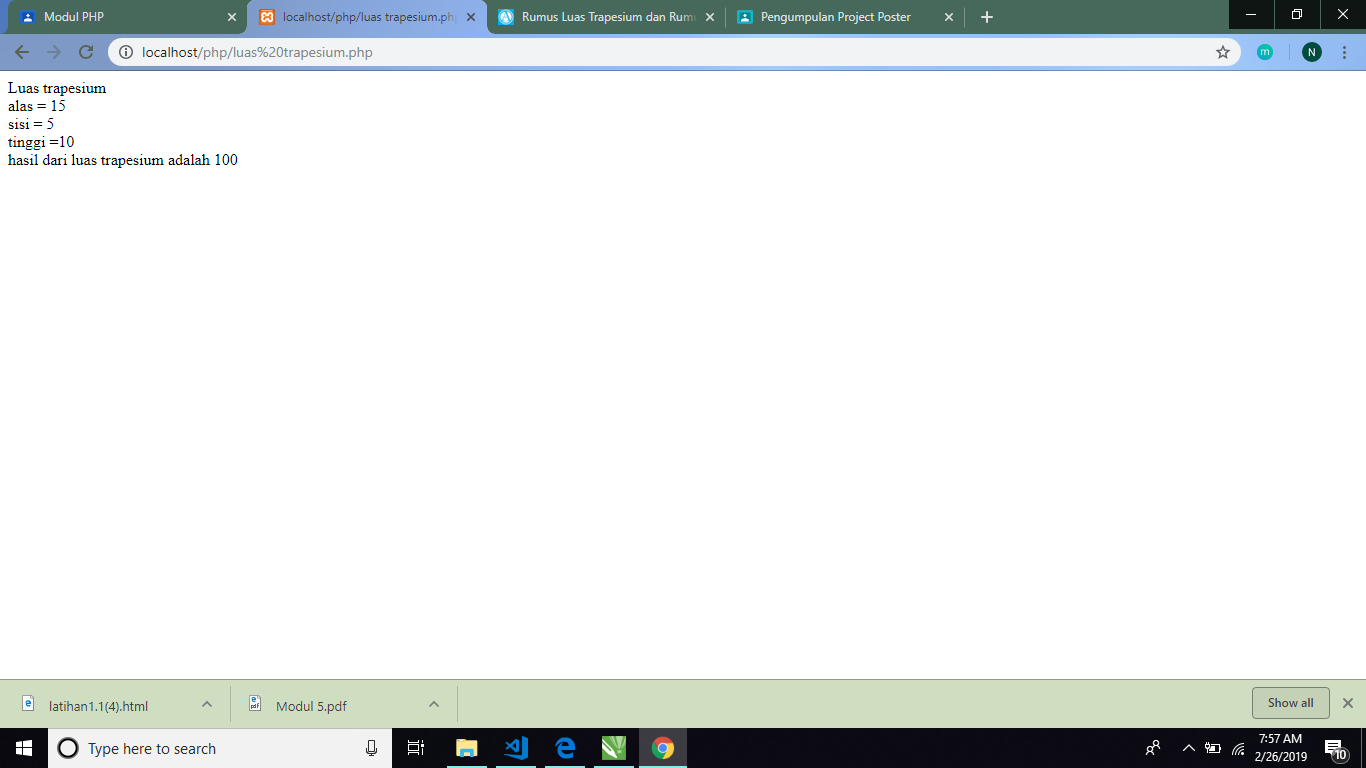 Modul PHP
localhost/php/luas trapesium.ph
Rumus Luas Trapesium dan Rum
Pengumpulan Project Poster
localhost/php/luas%20trapesium.php
m
N
Luas trapesium
alas = 15
sisi = 5
tinggi =10
hasil dari luas trapesium adalah 100
latihan1.1(4).html
Modul 5.pdf
Show all
Type here to search
7:57 AM
2/26/2019
10